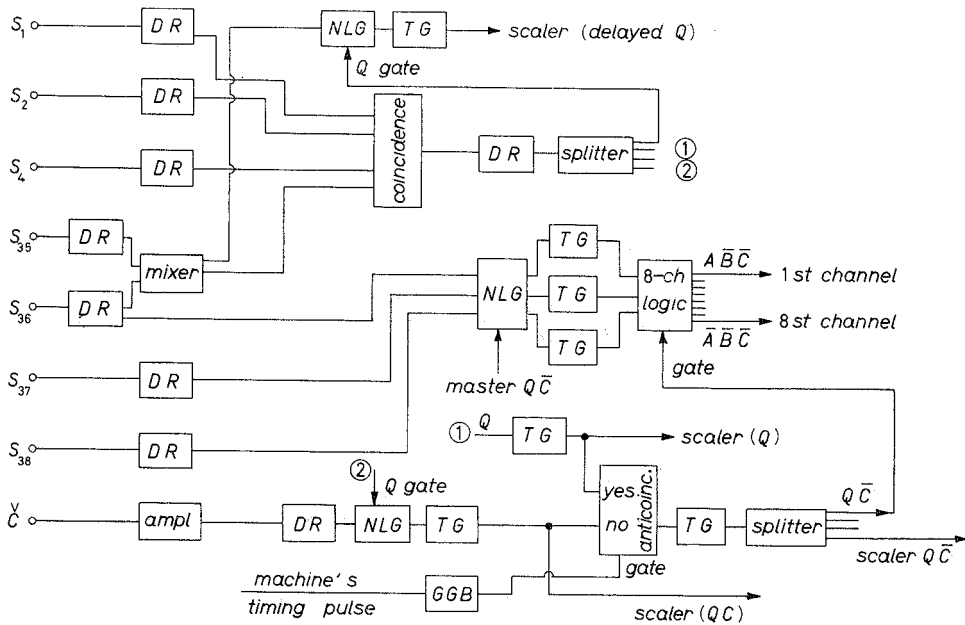 S1 DR NLG TG scaler (delayed Q)
Q gate
S2 DR
coincidence
DR splitter ①
②
S4 DR
S35 DR
mixer
S36 DR
NLG
TG
TG
TG
8-ch logic
A B̅ C̅ 1st channel
A̅ B̅ C̅ 8st channel
gate
master Q C̅
S37 DR
① Q TG scaler (Q)
S38 DR
② Q gate
Č ampl DR NLG TG
yes
no
anticoinc.
gate
TG splitter
Q C̅
scaler Q C̅
machine's
timing pulse
GGB
scaler (QC)